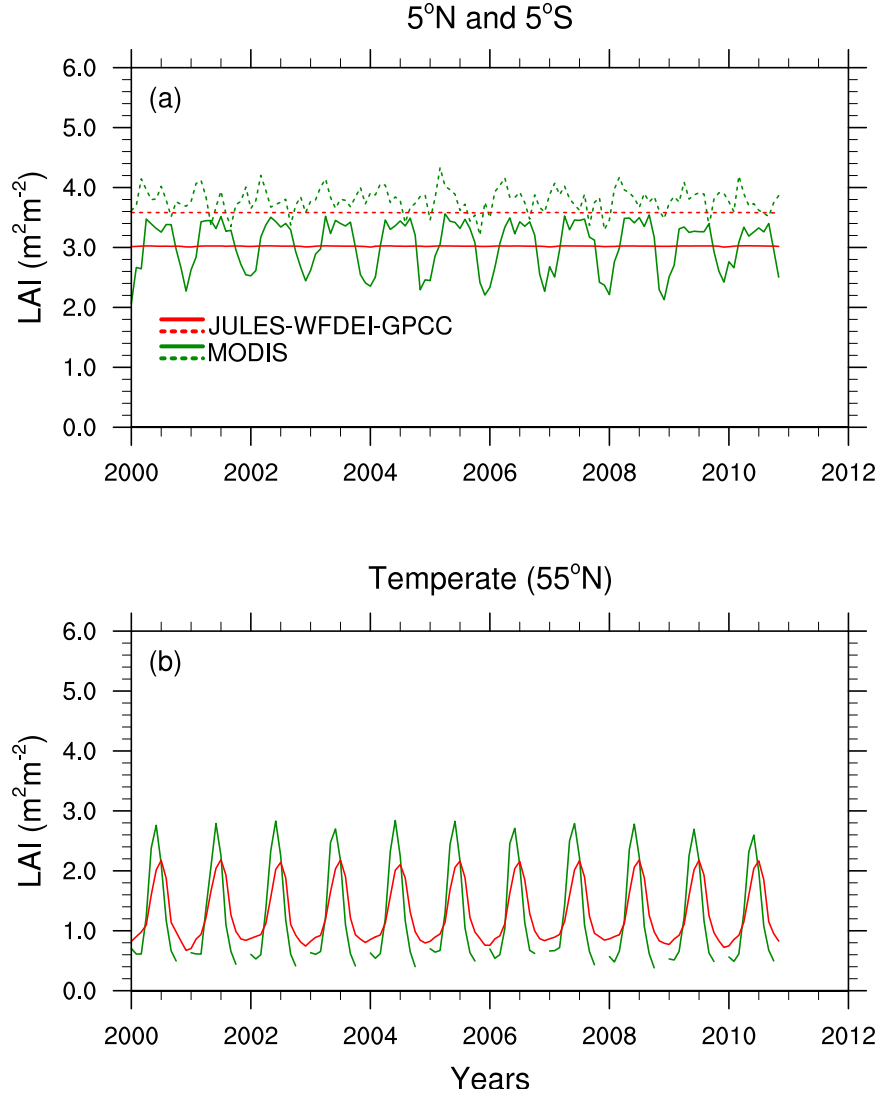 5°N and 5°S
6.0
(a)
5.0
4.0
3.0
2.0
1.0
0.0
LAI (m²m⁻²)
JULES-WFDEI-GPCC
MODIS
2000 2002 2004 2006 2008 2010 2012
Temperate (55°N)
6.0
(b)
5.0
4.0
3.0
2.0
1.0
0.0
LAI (m²m⁻²)
2000 2002 2004 2006 2008 2010 2012
Years